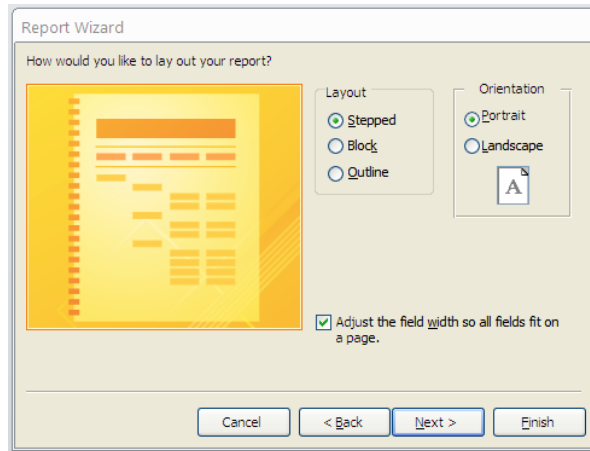 Report Wizard
How would you like to lay out your report?
Layout
Stepped
Block
Outline
Orientation
Portrait
Landscape
A
Adjust the field width so all fields fit on
a page.
Cancel
< Back
Next >
Finish